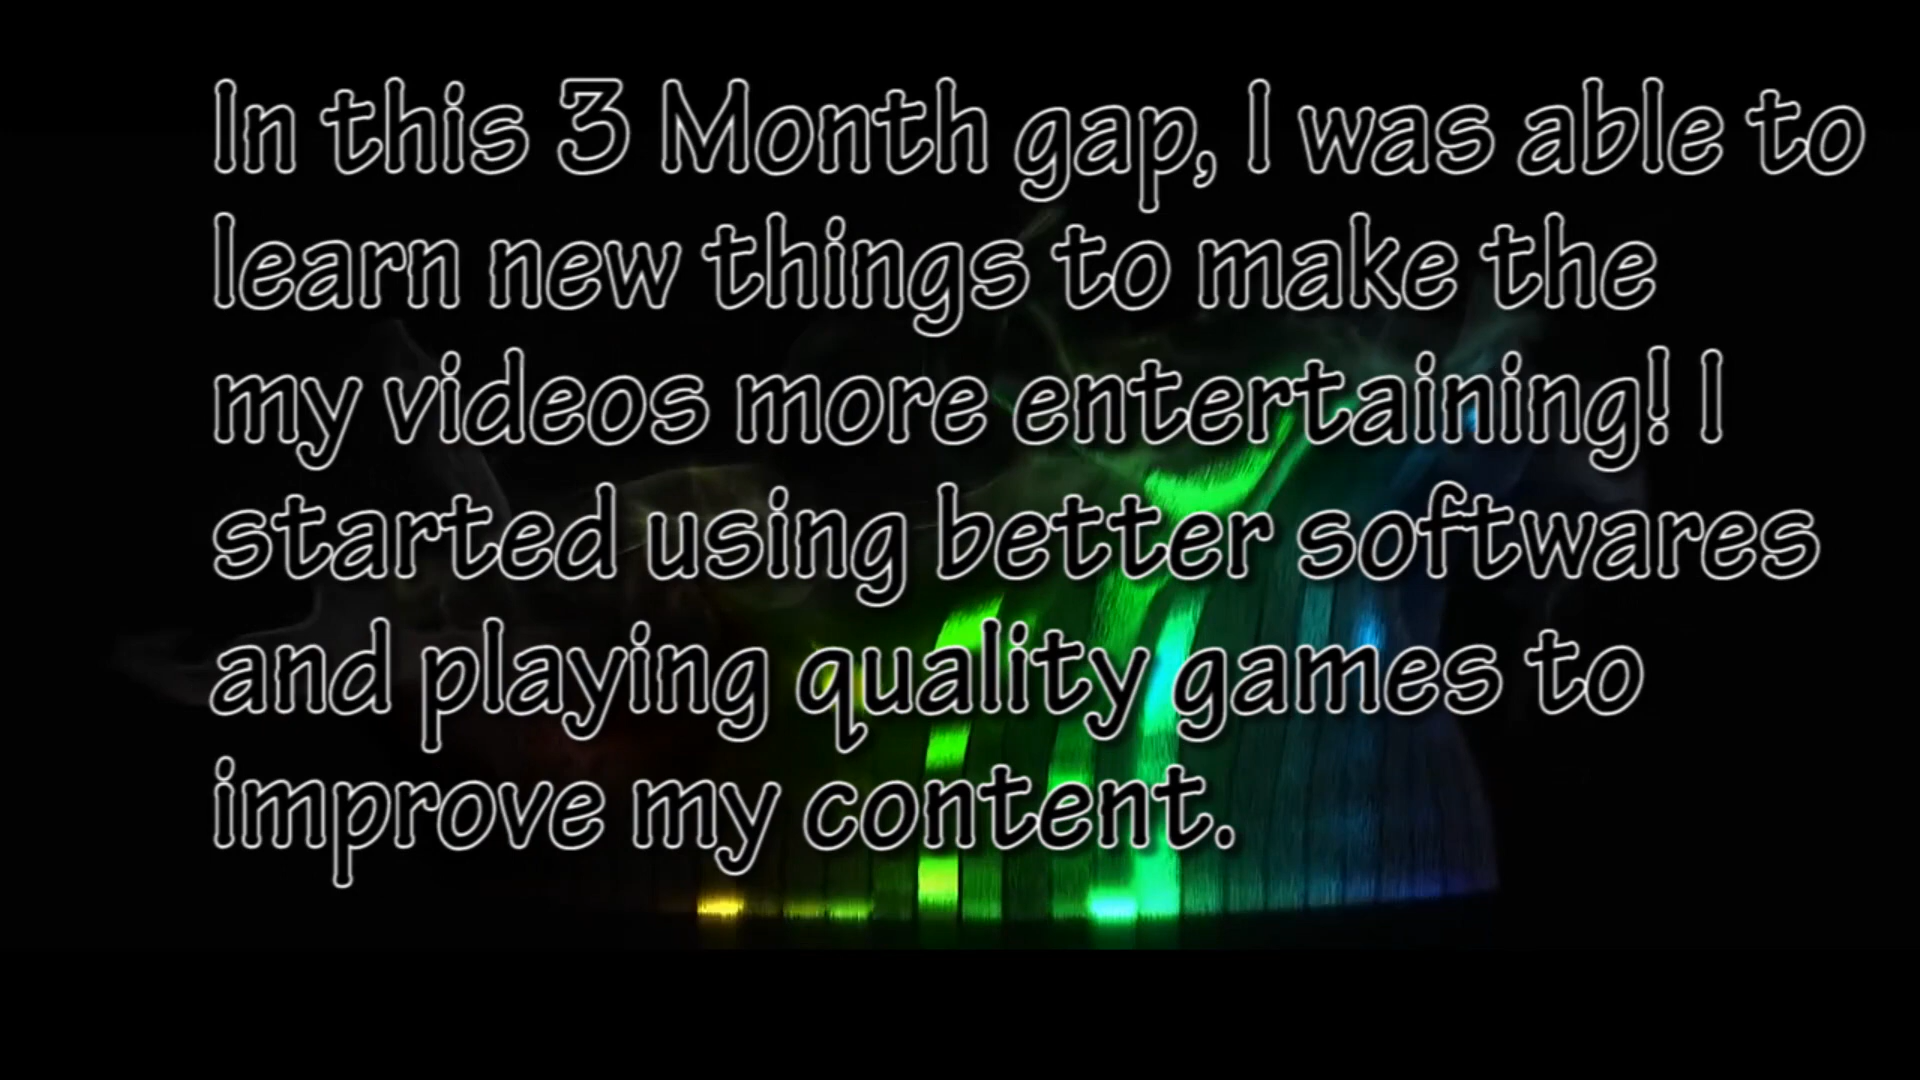 In this 3 Month gap, I was able to
learn new things to make the
my videos more entertaining! I
started using better softwares
and playing quality games to
improve my content.